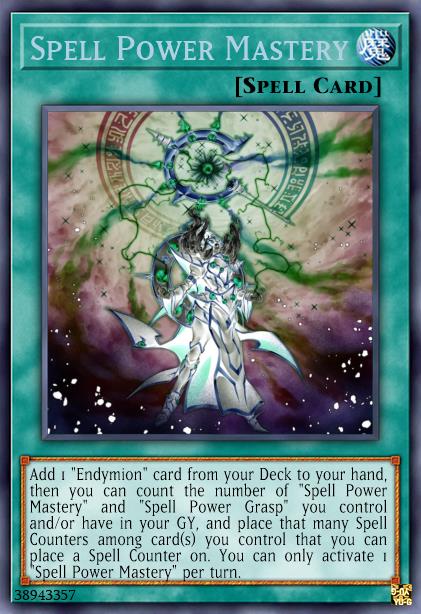 Spell Power Mastery
魔
[Spell Card]
Add 1 "Endymion" card from your Deck to your hand,
then you can count the number of "Spell Power
Mastery" and "Spell Power Grasp" you control
and/or have in your GY, and place that many Spell
Counters among card(s) you control that you can
place a Spell Counter on. You can only activate 1
"Spell Power Mastery" per turn.
38943357